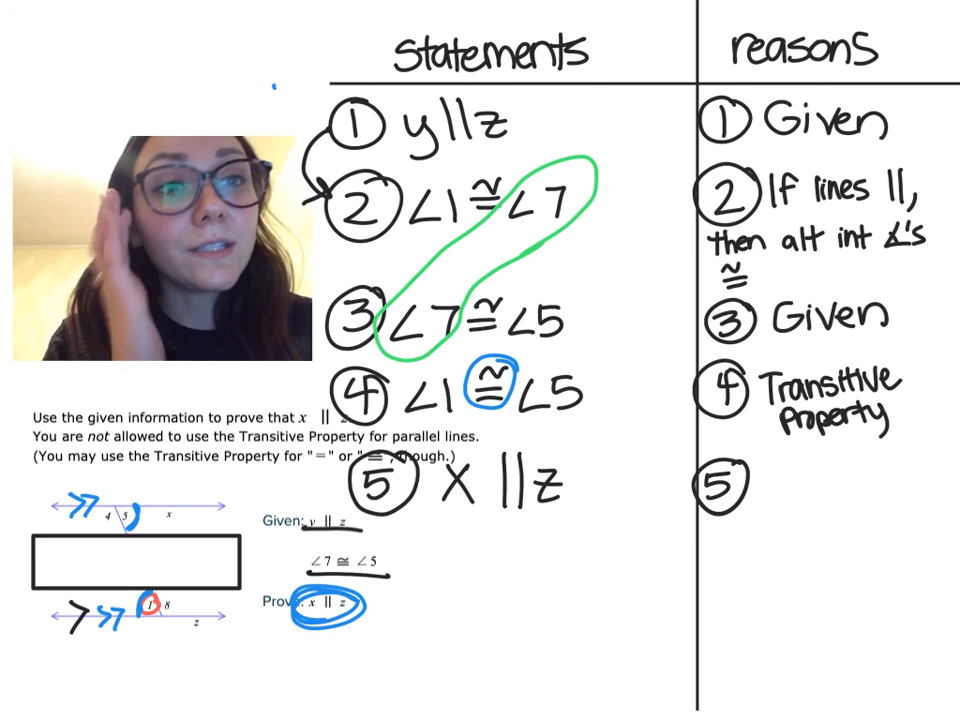 statements
reasons
① y || z
① Given
② ∠1 ≅ ∠7
② If lines ||,
then alt int ∡'s
≅
③ ∠7 ≅ ∠5
③ Given
④ ∠1 ≅ ∠5
④ Transitive
Property
Use the given information to prove that x || z
You are not allowed to use the Transitive Property for parallel lines.
(You may use the Transitive Property for "=" or "≅", though.)
⑤ x || z
⑤
4 5 x
Given: y || z
∠7 ≅ ∠5
Prove: x || z
1 8
z